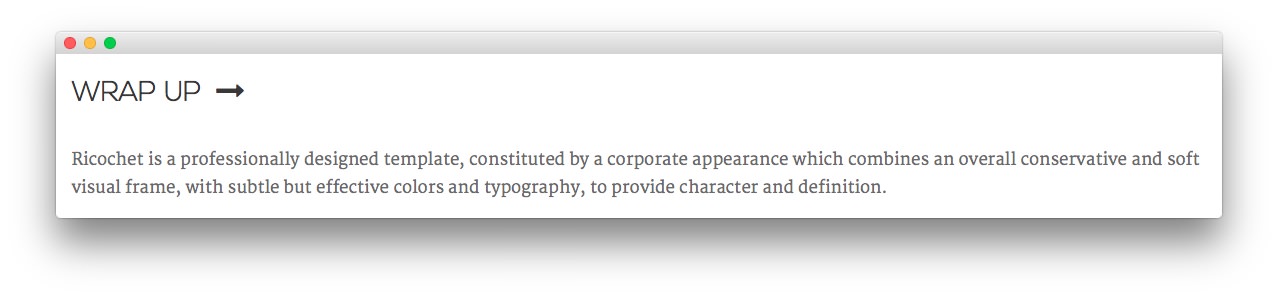 WRAP UP ➞
Ricochet is a professionally designed template, constituted by a corporate appearance which combines an overall conservative and soft
visual frame, with subtle but effective colors and typography, to provide character and definition.